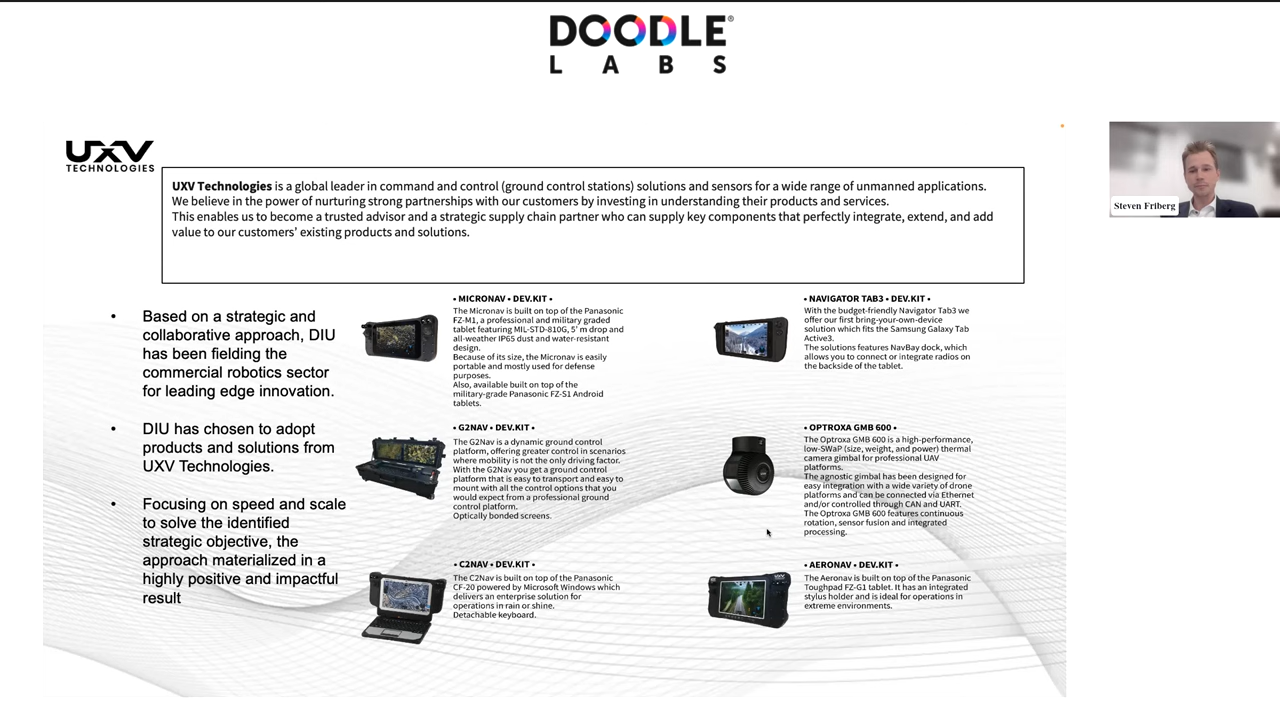 DOODLE®
LABS
UXV
TECHNOLOGIES
UXV Technologies is a global leader in command and control (ground control stations) solutions and sensors for a wide range of unmanned applications.
We believe in the power of nurturing strong partnerships with our customers by investing in understanding their products and services.
This enables us to become a trusted advisor and a strategic supply chain partner who can supply key components that perfectly integrate, extend, and add
value to our customers’ existing products and solutions.
Steven Friberg
• Based on a strategic and
collaborative approach, DIU
has been fielding the
commercial robotics sector
for leading edge innovation.
• DIU has chosen to adopt
products and solutions from
UXV Technologies.
• Focusing on speed and scale
to solve the identified
strategic objective, the
approach materialized in a
highly positive and impactful
result
• MICRONAV • DEV.KIT •
The Micronav is built on top of the Panasonic
FZ-M1, a professional and military graded
tablet featuring MIL-STD-810G, 5' m drop and
all-weather IP65 dust and water-resistant
design.
Because of its size, the Micronav is easily
portable and mostly used for defense
purposes.
Also, available built on top of the
military-grade Panasonic FZ-S1 Android
tablets.
• G2NAV • DEV.KIT •
The G2Nav is a dynamic ground control
platform, offering greater control in scenarios
where mobility is not the only driving factor.
With the G2Nav you get a ground control
platform that is easy to transport and easy to
mount with all the control options that you
would expect from a professional ground
control platform.
Optically bonded screens.
• C2NAV • DEV.KIT •
The C2Nav is built on top of the Panasonic
CF-20 powered by Microsoft Windows which
delivers an enterprise solution for
operations in rain or shine.
Detachable keyboard.
• NAVIGATOR TAB3 • DEV.KIT •
With the budget-friendly Navigator Tab3 we
offer our first bring-your-own-device
solution which fits the Samsung Galaxy Tab
Active3.
The solutions features NavBay dock, which
allows you to connect or integrate radios on
the backside of the tablet.
• OPTROXA GMB 600 •
The Optroxa GMB 600 is a high-performance,
low-SWaP (size, weight, and power) thermal
camera gimbal for professional UAV
platforms.
The agnostic gimbal has been designed for
easy integration with a wide variety of drone
platforms and can be connected via Ethernet
and/or controlled through CAN and UART.
The Optroxa GMB 600 features continuous
rotation, sensor fusion and integrated
processing.
• AERONAV • DEV.KIT •
The Aeronav is built on top of the Panasonic
Toughpad FZ-G1 tablet. It has an integrated
stylus holder and is ideal for operations in
extreme environments.